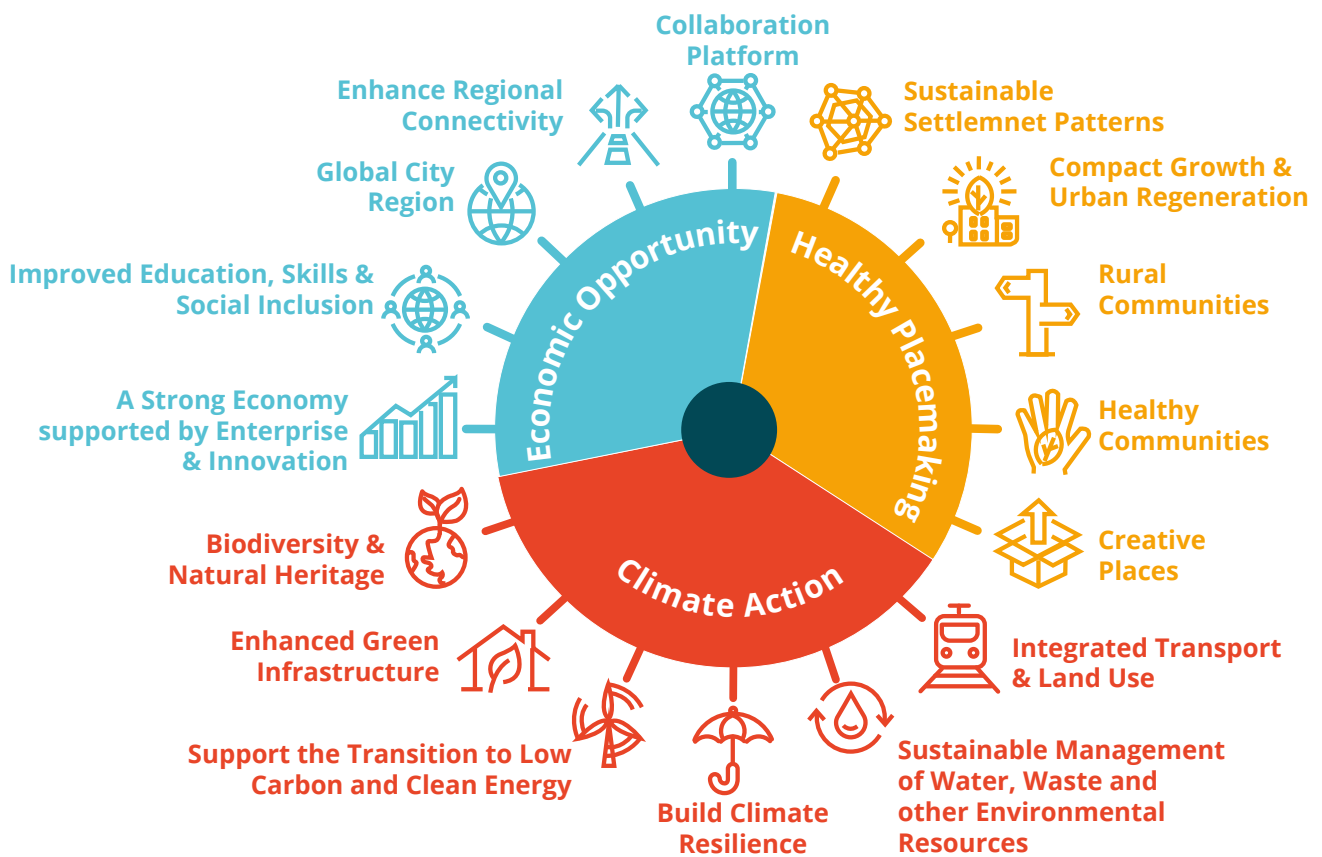 Collaboration
Platform
Enhance Regional
Connectivity
Sustainable
Settlemnet Patterns
Global City
Region
Compact Growth &
Urban Regeneration
Improved Education, Skills &
Social Inclusion
Rural
Communities
A Strong Economy
supported by Enterprise
& Innovation
Healthy
Communities
Economic Opportunity
Healthy Placemaking
Climate Action
Biodiversity &
Natural Heritage
Creative
Places
Enhanced Green
Infrastructure
Integrated Transport
& Land Use
Support the Transition to Low
Carbon and Clean Energy
Build Climate
Resilience
Sustainable Management
of Water, Waste and
other Environmental
Resources